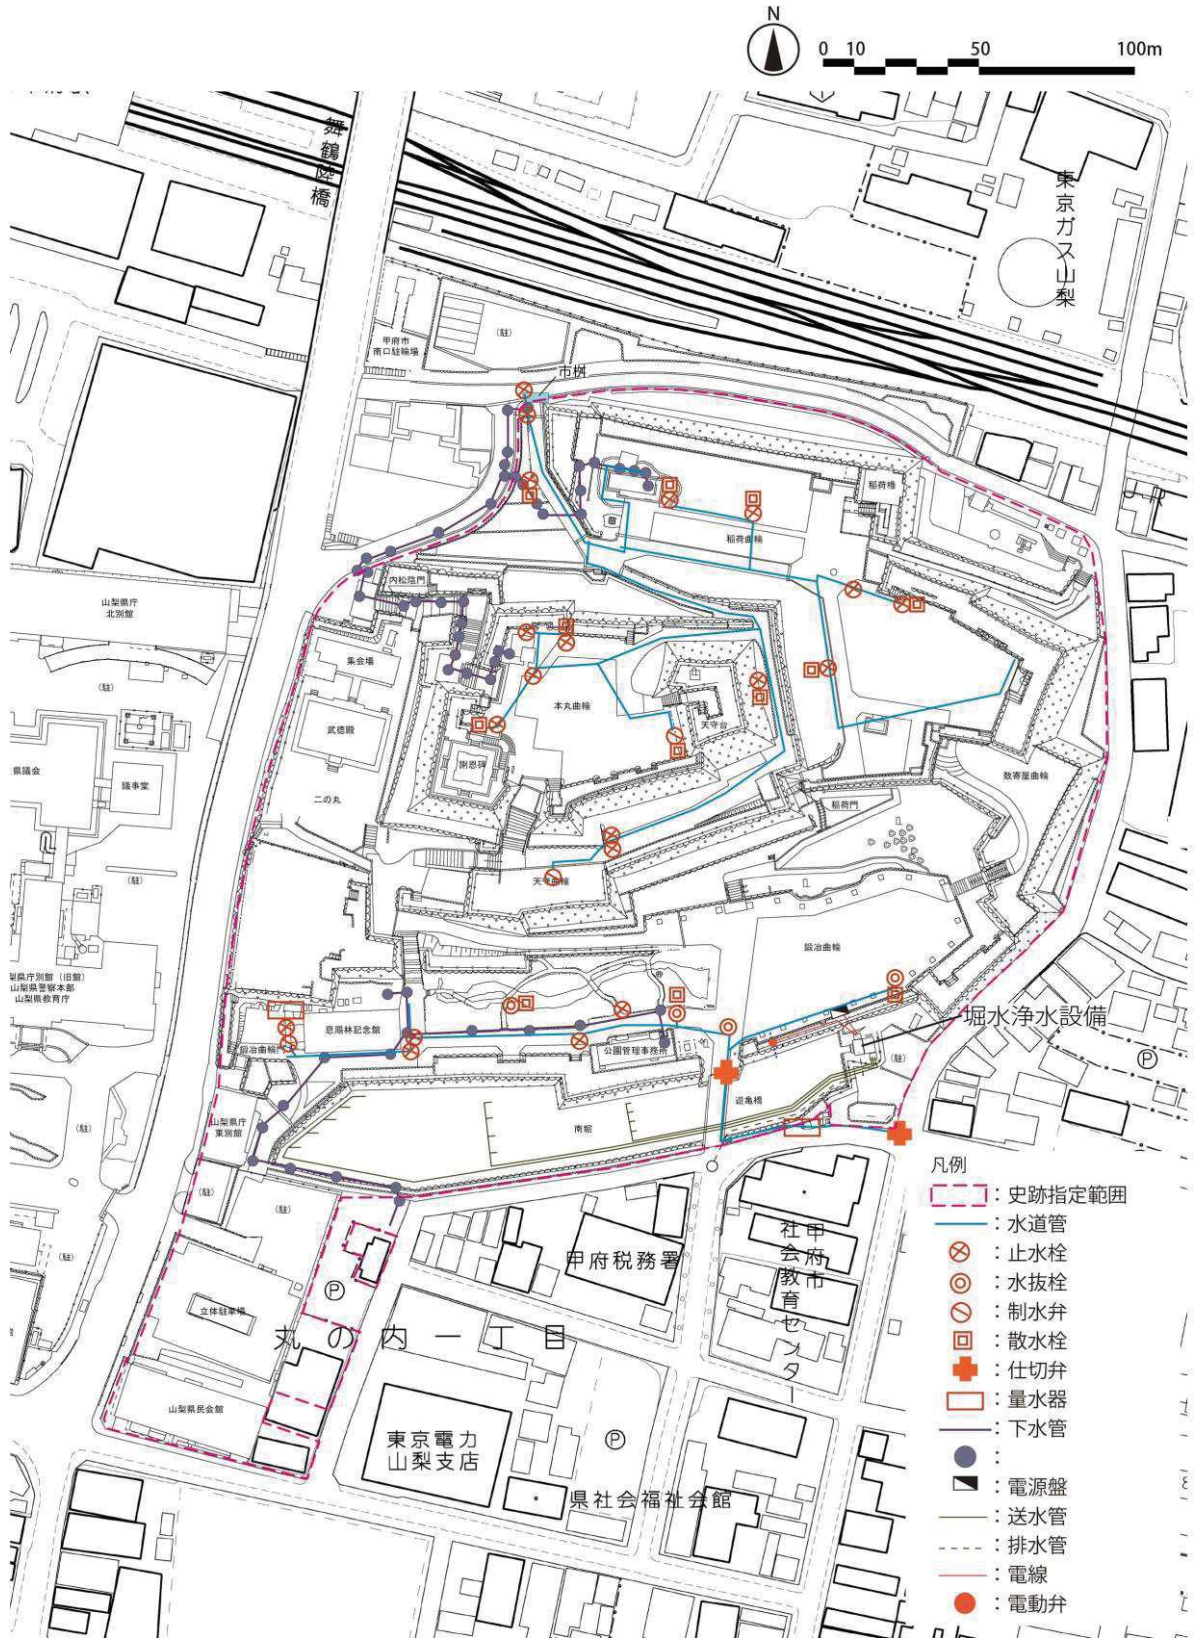 N
0 10 50 100m
舞鶴陸橋
東京ガス山梨
(駐)
甲府市
南口駐輪場
市桝
稲荷櫓
稲荷曲輪
内松陰門
山梨県庁
北別館
集会場
(駐)
本丸曲輪
天守台
武徳殿
謝恩碑
県議会
議事堂
数寄屋曲輪
二の丸
稲荷門
(駐)
天守曲輪
鍛冶曲輪
山梨県庁別館(旧館)
山梨県警察本部
山梨県教育庁
恩賜林記念館
堀水浄水設備
鍛冶曲輪門
公園管理事務所
(駐)
P
遊亀橋
山梨県庁
東別館
南堀
(駐)
(駐)
(駐)
(駐)
甲府税務署
甲府市
社会教育センター
P
立体駐車場
丸の内一丁目
山梨県民会館
東京電力
山梨支店
P
県社会福祉会館
凡例
:史跡指定範囲
:水道管
:止水栓
:水抜栓
:制水弁
:散水栓
:仕切弁
:量水器
:下水管
:
:電源盤
:送水管
:排水管
:電線
:電動弁